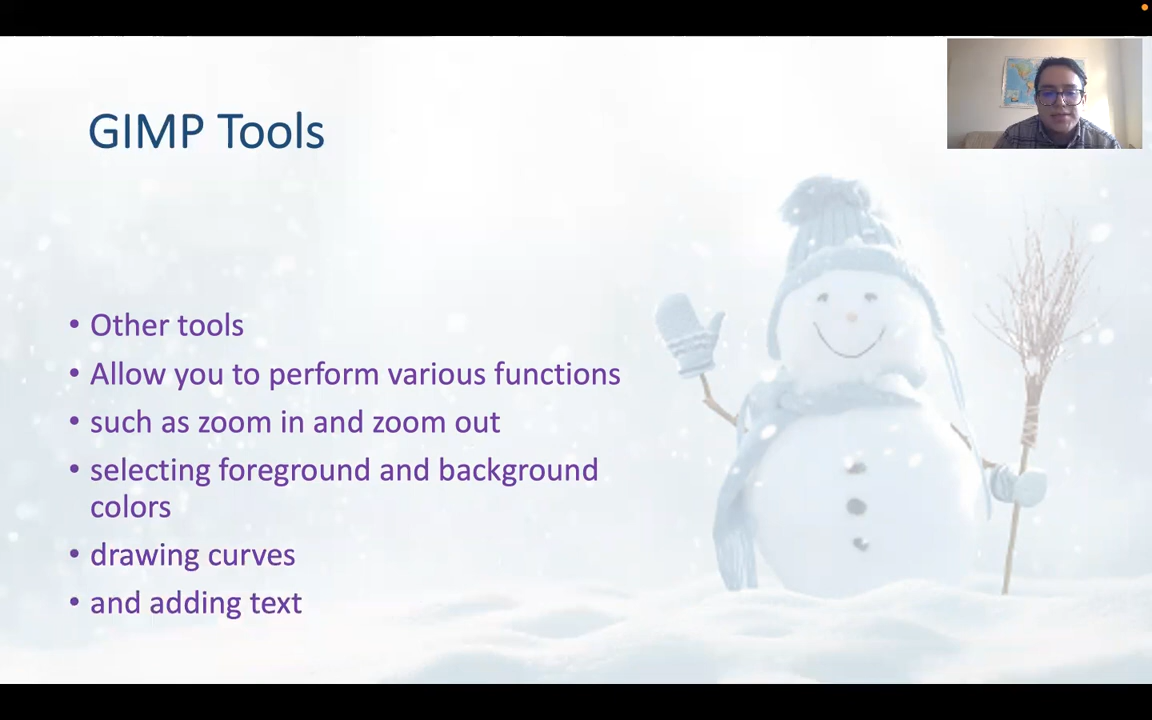 GIMP Tools
• Other tools
• Allow you to perform various functions
• such as zoom in and zoom out
• selecting foreground and background
colors
• drawing curves
• and adding text